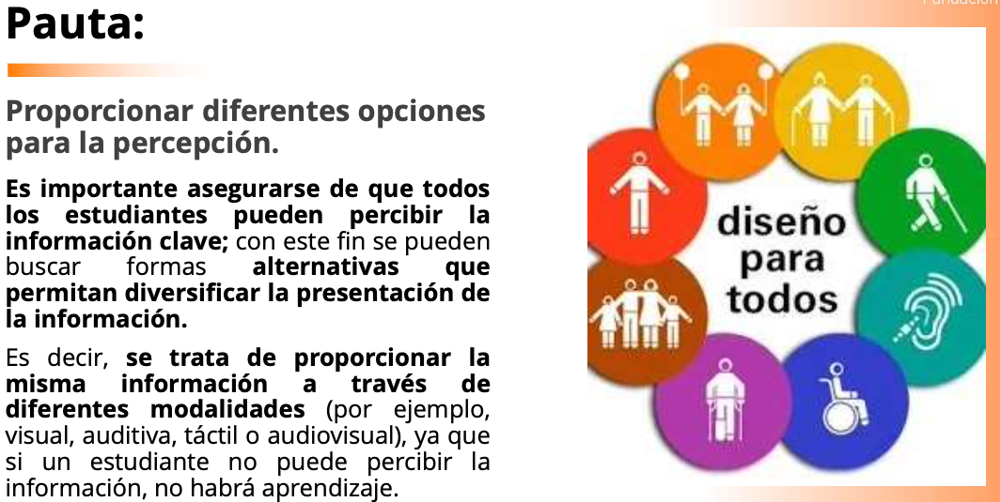 Pauta:
Proporcionar diferentes opciones
para la percepción.
Es importante asegurarse de que todos
los estudiantes pueden percibir la
información clave; con este fin se pueden
buscar formas alternativas que
permitan diversificar la presentación de
la información.
Es decir, se trata de proporcionar la
misma información a través de
diferentes modalidades (por ejemplo,
visual, auditiva, táctil o audiovisual), ya que
si un estudiante no puede percibir la
información, no habrá aprendizaje.
diseño
para
todos